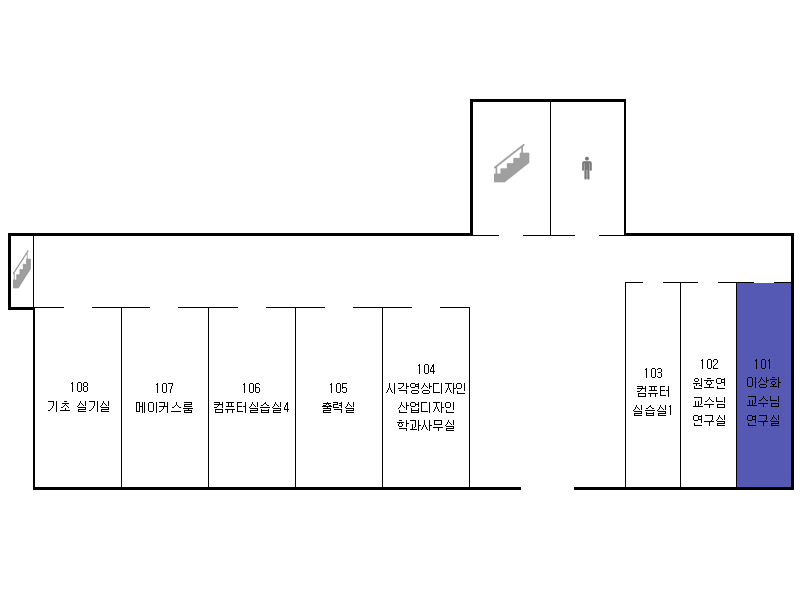 108
기초 실기실
107
메이커스룸
106
컴퓨터실습실4
105
출력실
104
시각영상디자인
산업디자인
학과사무실
103
컴퓨터
실습실1
102
원호연
교수님
연구실
101
이상화
교수님
연구실